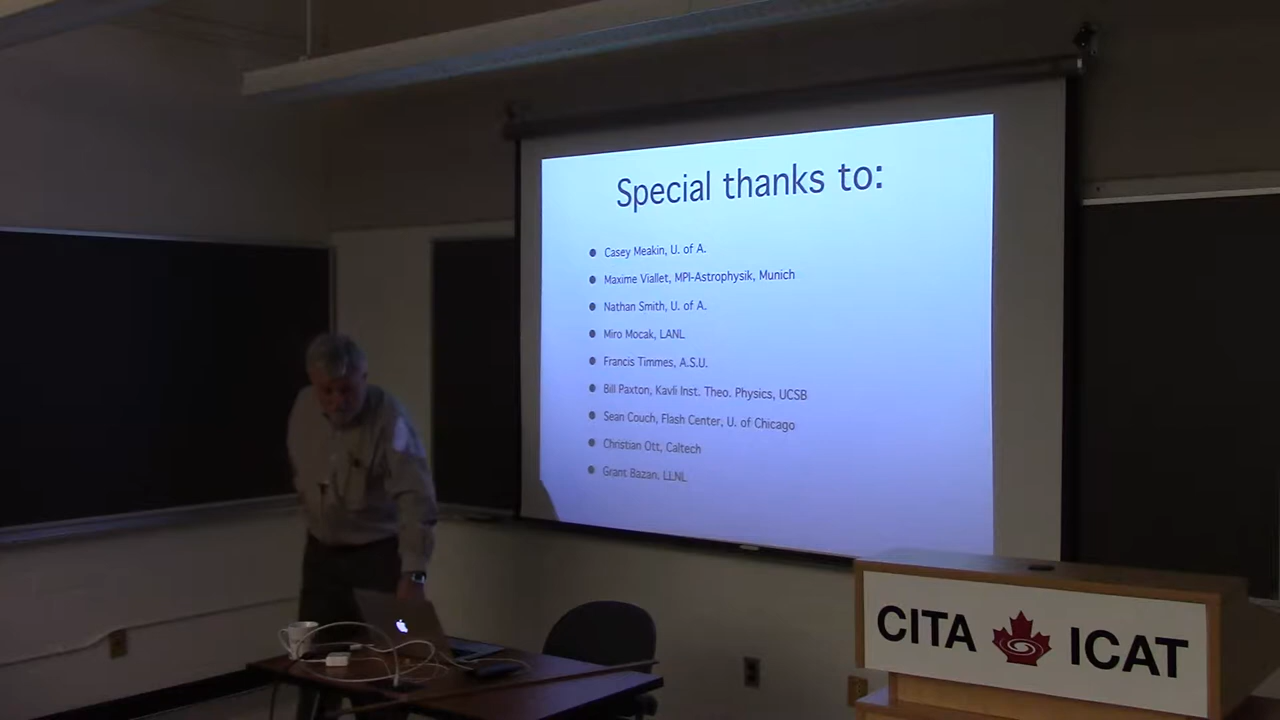 Special thanks to:
Casey Meakin, U. of A.
Maxime Viallet, MPI-Astrophysik, Munich
Nathan Smith, U. of A.
Miro Mocak, LANL
Francis Timmes, A.S.U.
Bill Paxton, Kavli Inst. Theo. Physics, UCSB
Sean Couch, Flash Center, U. of Chicago
Christian Ott, Caltech
Grant Bazan, LLNL
CITA ICAT